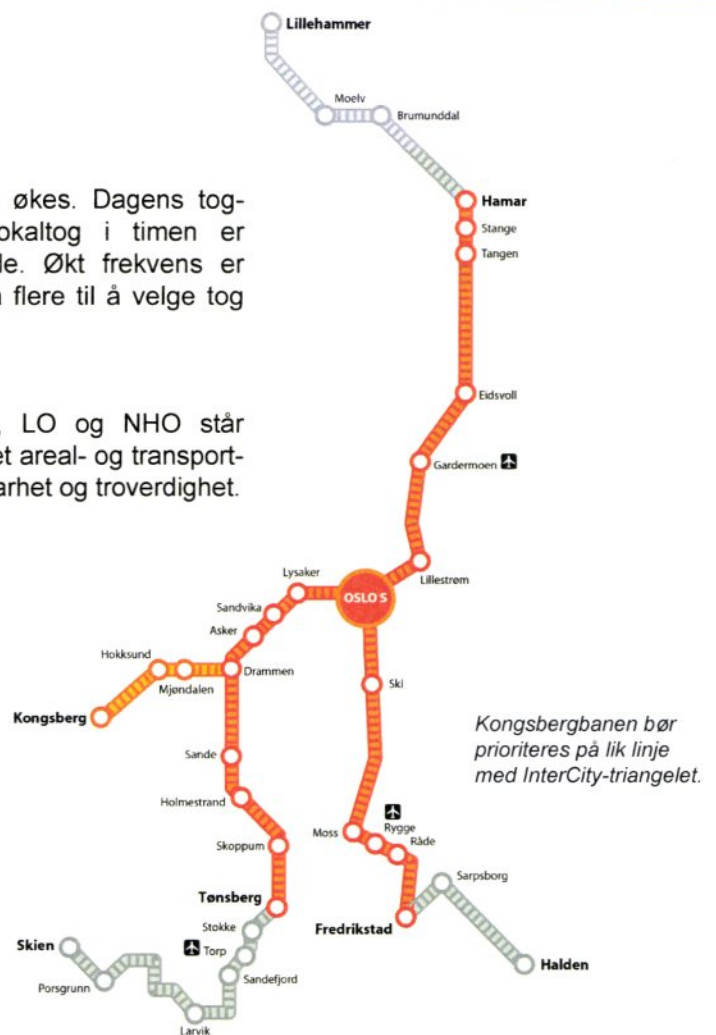 økes. Dagens tog-
okaltog i timen er
le. Økt frekvens er
flere til å velge tog
LO og NHO står
et areal- og transport-
arhet og troverdighet.
Lillehammer
Moelv
Brumunddal
Hamar
Stange
Tangen
Eidsvoll
Gardermoen
Lillestrøm
Lysaker
OSLO S
Sandvika
Asker
Hokksund
Drammen
Mjøndalen
Ski
Kongsberg
Kongsbergbanen bør
prioriteres på lik linje
med InterCity-triangelet.
Sande
Holmestrand
Moss
Rygge
Råde
Skoppum
Sarpsborg
Tønsberg
Fredrikstad
Stokke
Skien
Torp
Halden
Sandefjord
Porsgrunn
Larvik